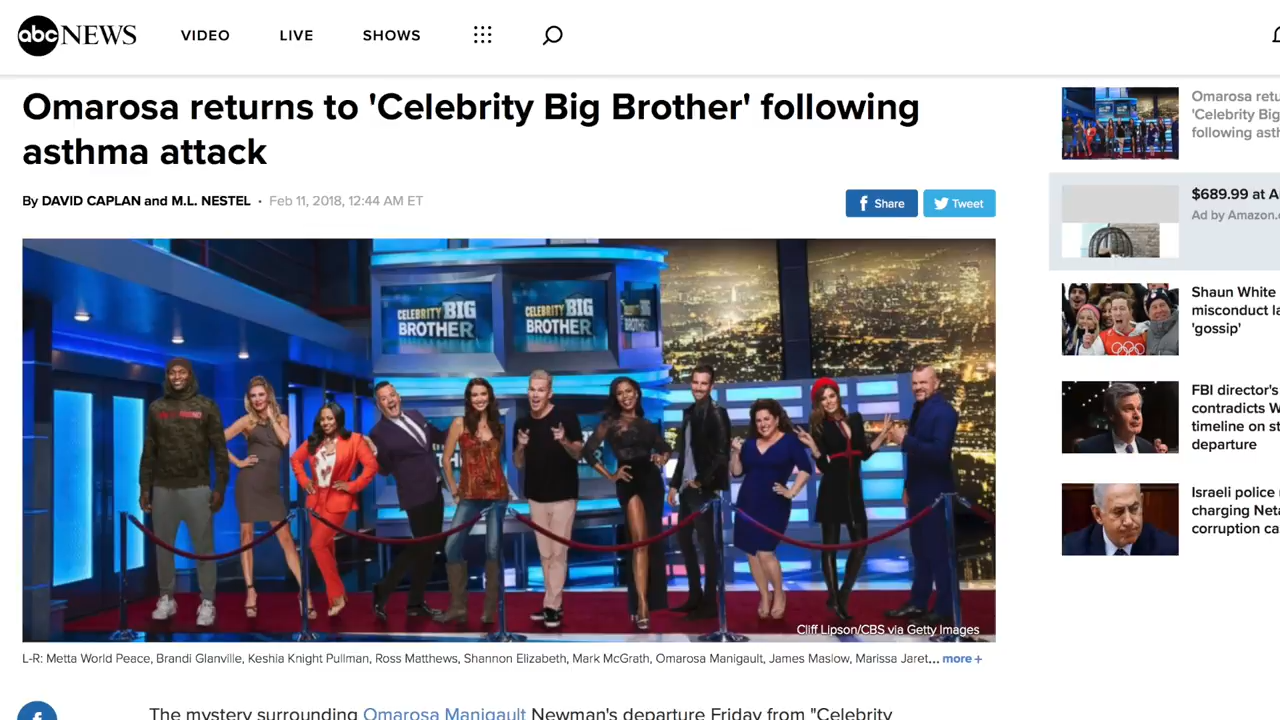 abc NEWS VIDEO LIVE SHOWS
Omarosa returns to 'Celebrity Big Brother' following
asthma attack
By DAVID CAPLAN and M.L. NESTEL • Feb 11, 2018, 12:44 AM ET
f Share
Tweet
CELEBRITY BIG
BROTHER
CELEBRITY BIG
BROTHER
Cliff Lipson/CBS via Getty Images
L-R: Metta World Peace, Brandi Glanville, Keshia Knight Pullman, Ross Matthews, Shannon Elizabeth, Mark McGrath, Omarosa Manigault, James Maslow, Marissa Jaret... more +
f
The mystery surrounding Omarosa Manigault Newman's departure Friday from "Celebrity
Omarosa retu
'Celebrity Big
following asth
$689.99 at A
Ad by Amazon.c
Shaun White
misconduct la
'gossip'
FBI director's
contradicts W
timeline on st
departure
Israeli police
charging Neta
corruption ca